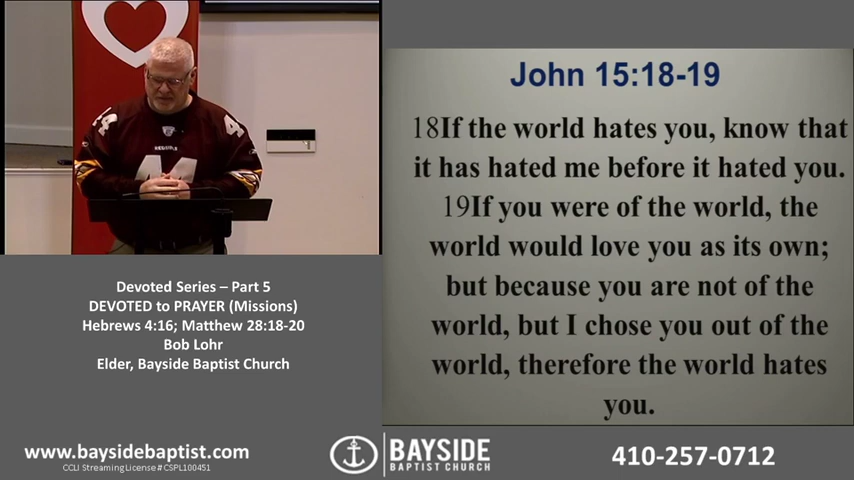 44
REDSKINS
44
Devoted Series – Part 5
DEVOTED to PRAYER (Missions)
Hebrews 4:16; Matthew 28:18-20
Bob Lohr
Elder, Bayside Baptist Church
John 15:18-19
18If the world hates you, know that
it has hated me before it hated you.
19If you were of the world, the
world would love you as its own;
but because you are not of the
world, but I chose you out of the
world, therefore the world hates
you.
www.baysidebaptist.com
CCLI Streaming License # CSPL100451
BAYSIDE
BAPTIST CHURCH
410-257-0712